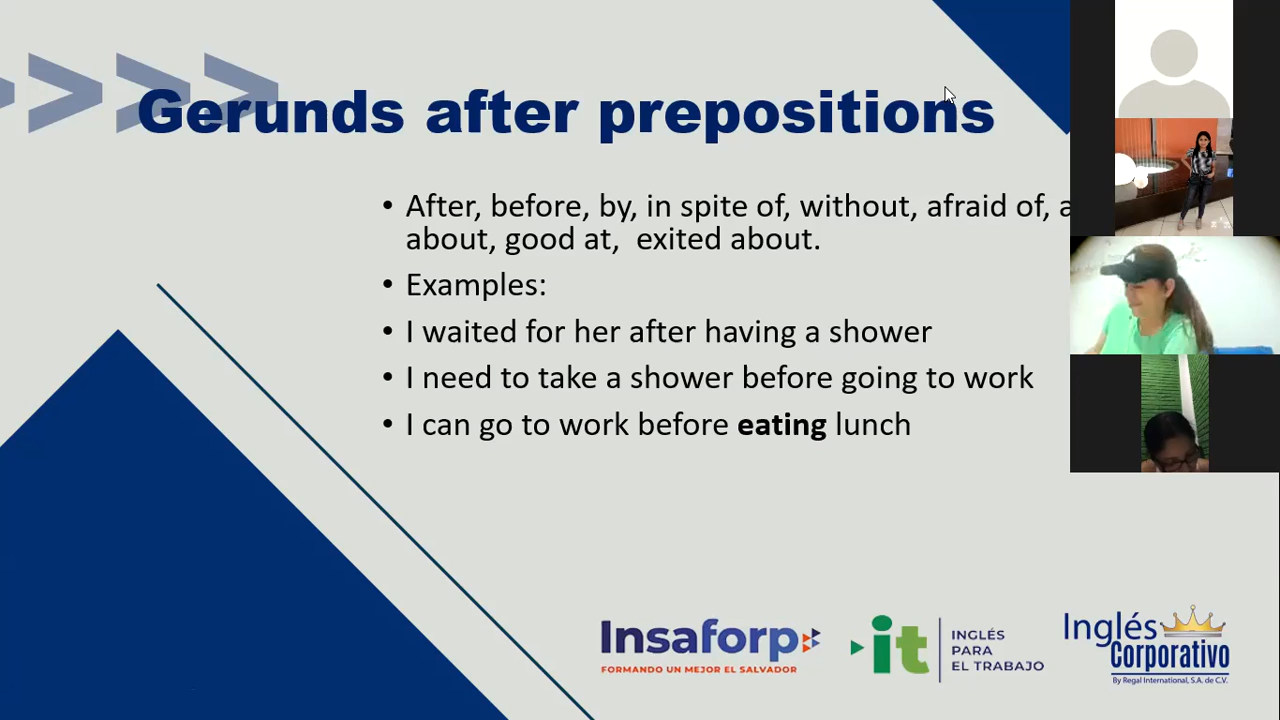 Gerunds after prepositions
• After, before, by, in spite of, without, afraid of,
about, good at, exited about.
• Examples:
• I waited for her after having a shower
• I need to take a shower before going to work
• I can go to work before eating lunch
Insaforp
FORMANDO UN MEJOR EL SALVADOR
it
INGLÉS
PARA
EL TRABAJO
Inglés
Corporativo
By Regal International, S.A. de C.V.